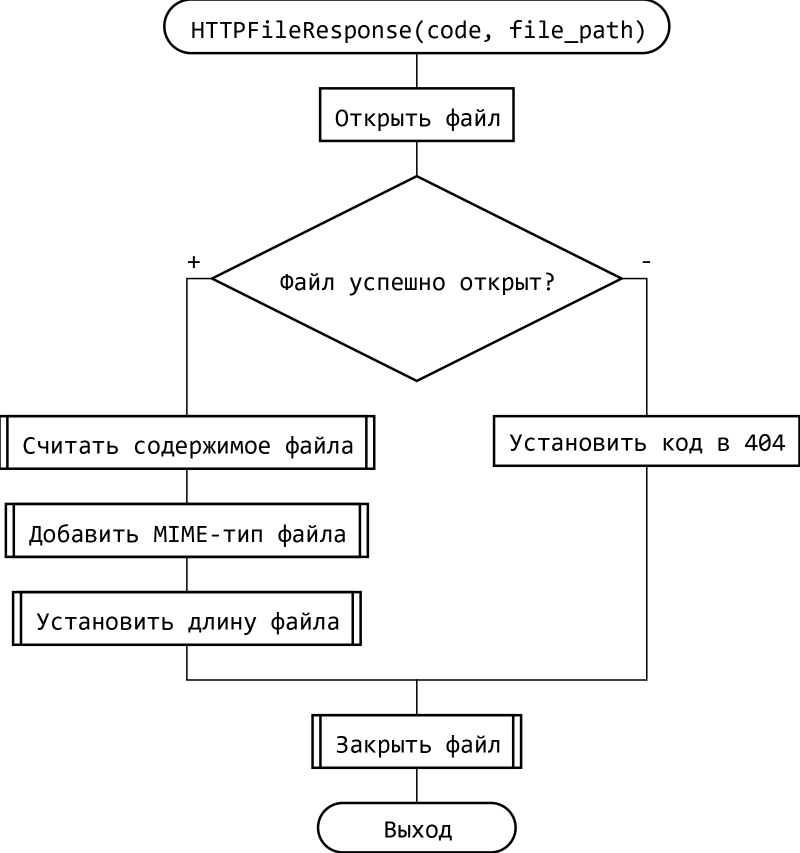 HTTPFileResponse(code, file_path)
Открыть файл
+
-
Файл успешно открыт?
Считать содержимое файла
Установить код в 404
Добавить MIME-тип файла
Установить длину файла
Закрыть файл
Выход